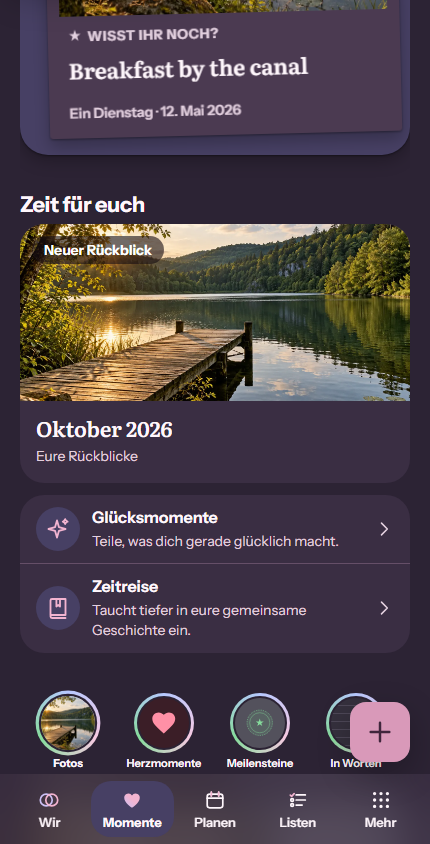 ★ WISST IHR NOCH?
Breakfast by the canal
Ein Dienstag · 12. Mai 2026
Zeit für euch
Neuer Rückblick
Oktober 2026
Eure Rückblicke
Glücksmomente
Teile, was dich gerade glücklich macht.
Zeitreise
Taucht tiefer in eure gemeinsame
Geschichte ein.
Fotos
Herzmomente
Meilensteine
In Worten
Wir
Momente
Planen
Listen
Mehr